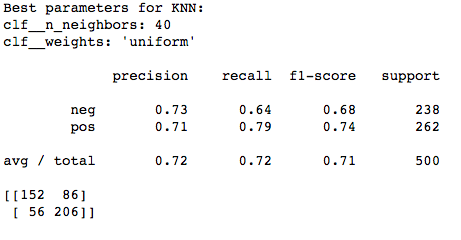 Best parameters for KNN:
clf__n_neighbors: 40
clf__weights: 'uniform'
precision recall f1-score support
neg 0.73 0.64 0.68 238
pos 0.71 0.79 0.74 262
avg / total 0.72 0.72 0.71 500
[[152 86]
[ 56 206]]